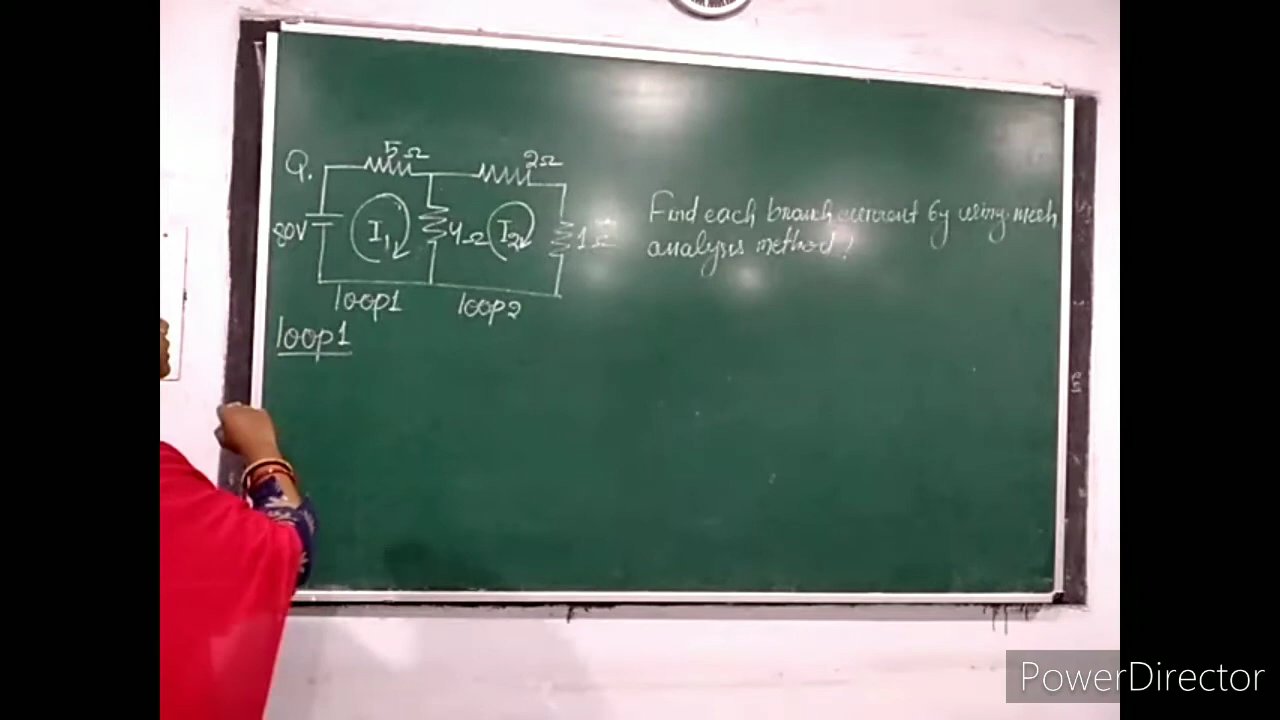 Q.
5Ω
2Ω
80V
I1
4Ω
I2
1Ω
loop1
loop2
loop1
Find each branch current by using mesh
analysis method?
PowerDirector